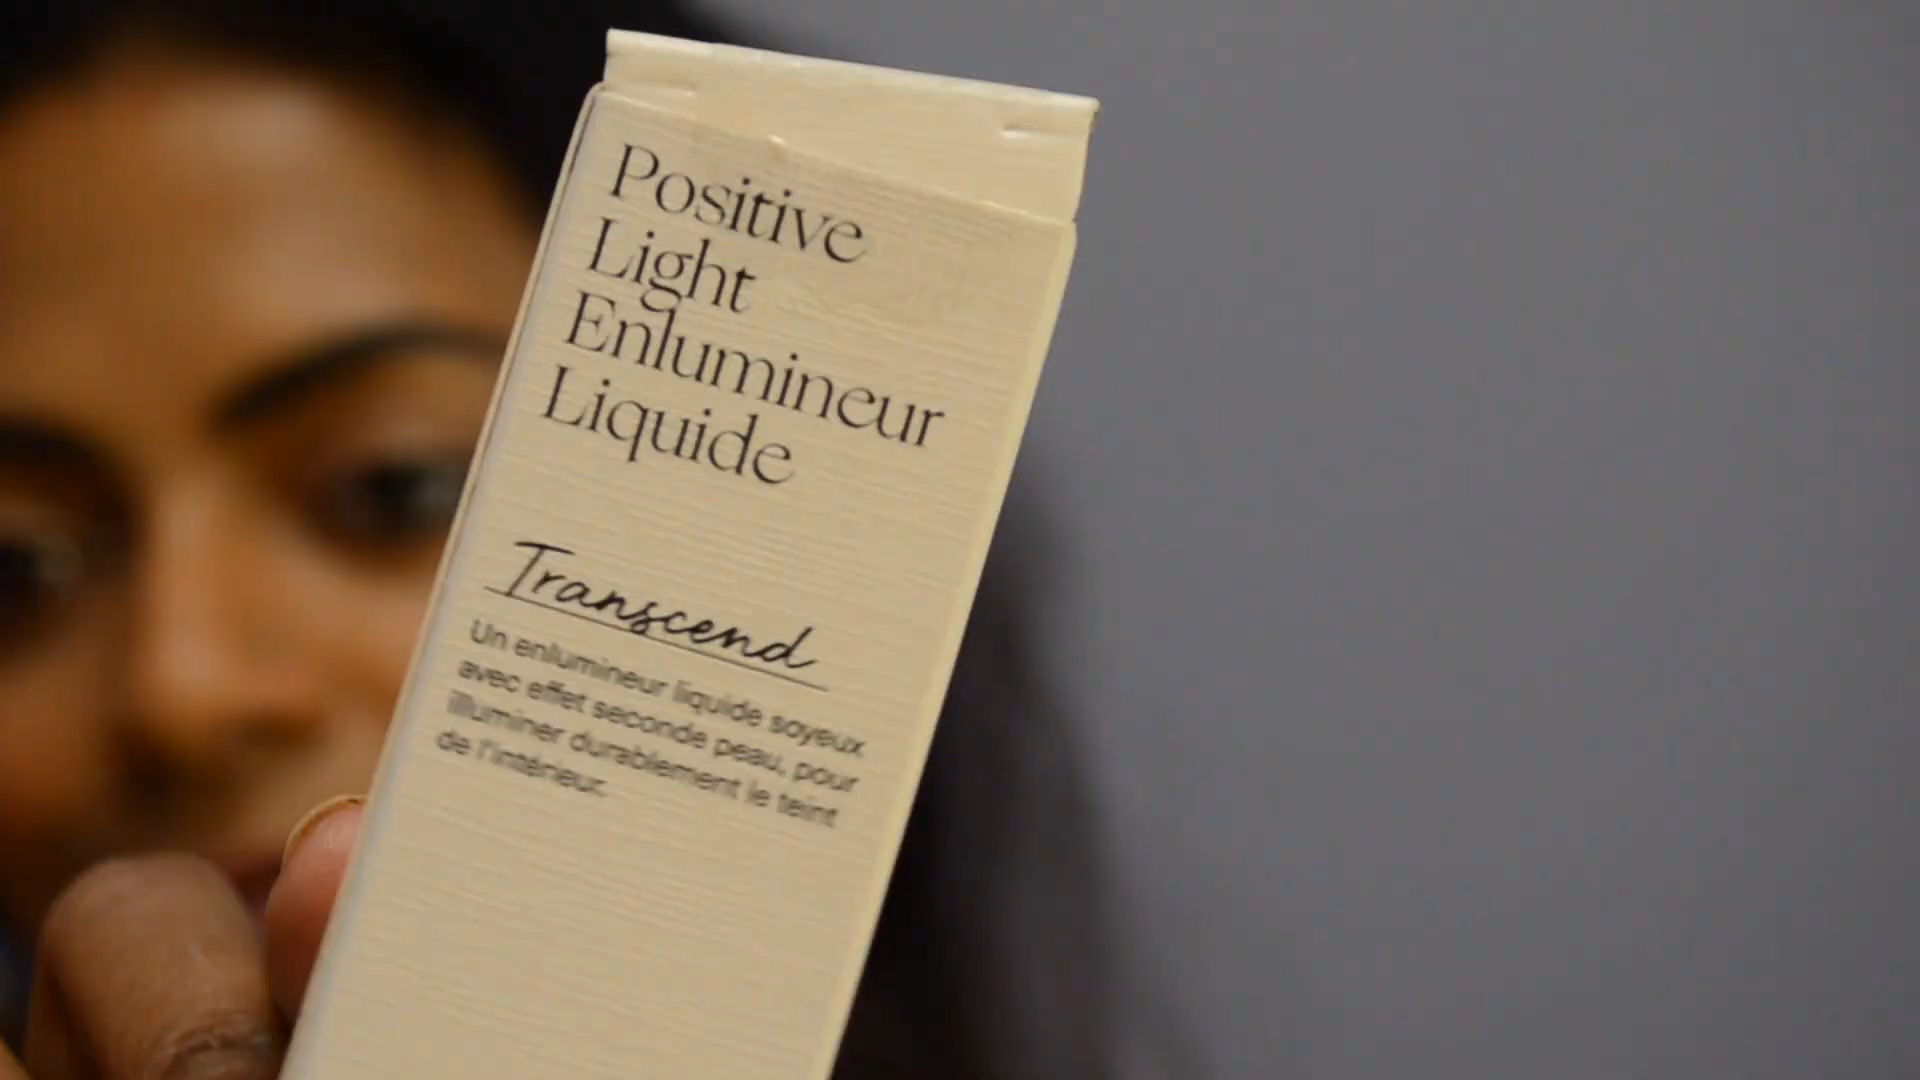 Positive
Light
Enlumineur
Liquide
Transcend
Un enlumineur liquide soyeux
avec effet seconde peau, pour
illuminer durablement le teint
de l'intérieur.